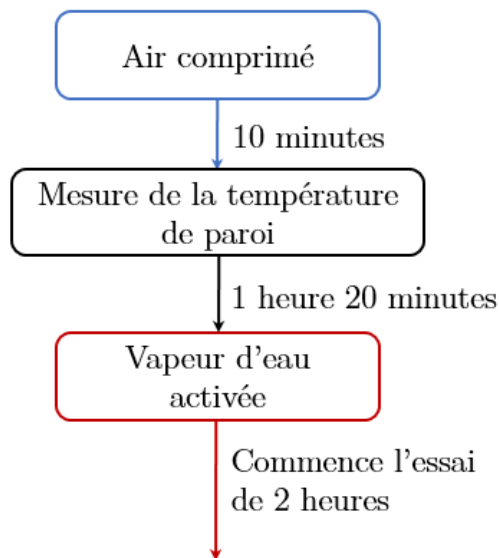 Air comprimé
10 minutes
Mesure de la température
de paroi
1 heure 20 minutes
Vapeur d'eau
activée
Commence l'essai
de 2 heures